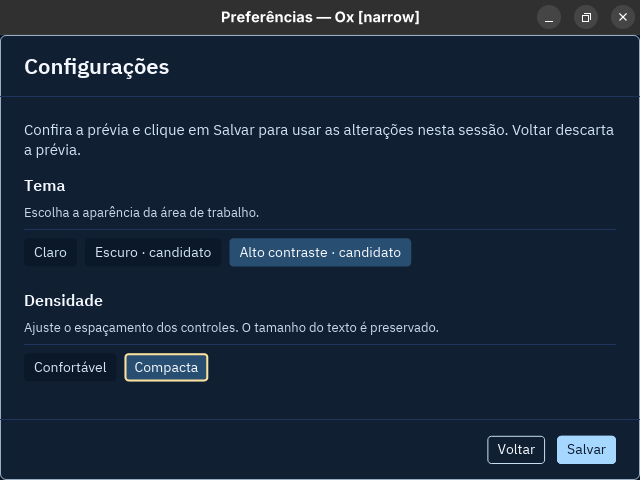 Preferências — Ox [narrow]
Configurações
Confira a prévia e clique em Salvar para usar as alterações nesta sessão. Voltar descarta
a prévia.
Tema
Escolha a aparência da área de trabalho.
Claro
Escuro · candidato
Alto contraste · candidato
Densidade
Ajuste o espaçamento dos controles. O tamanho do texto é preservado.
Confortável
Compacta
Voltar
Salvar